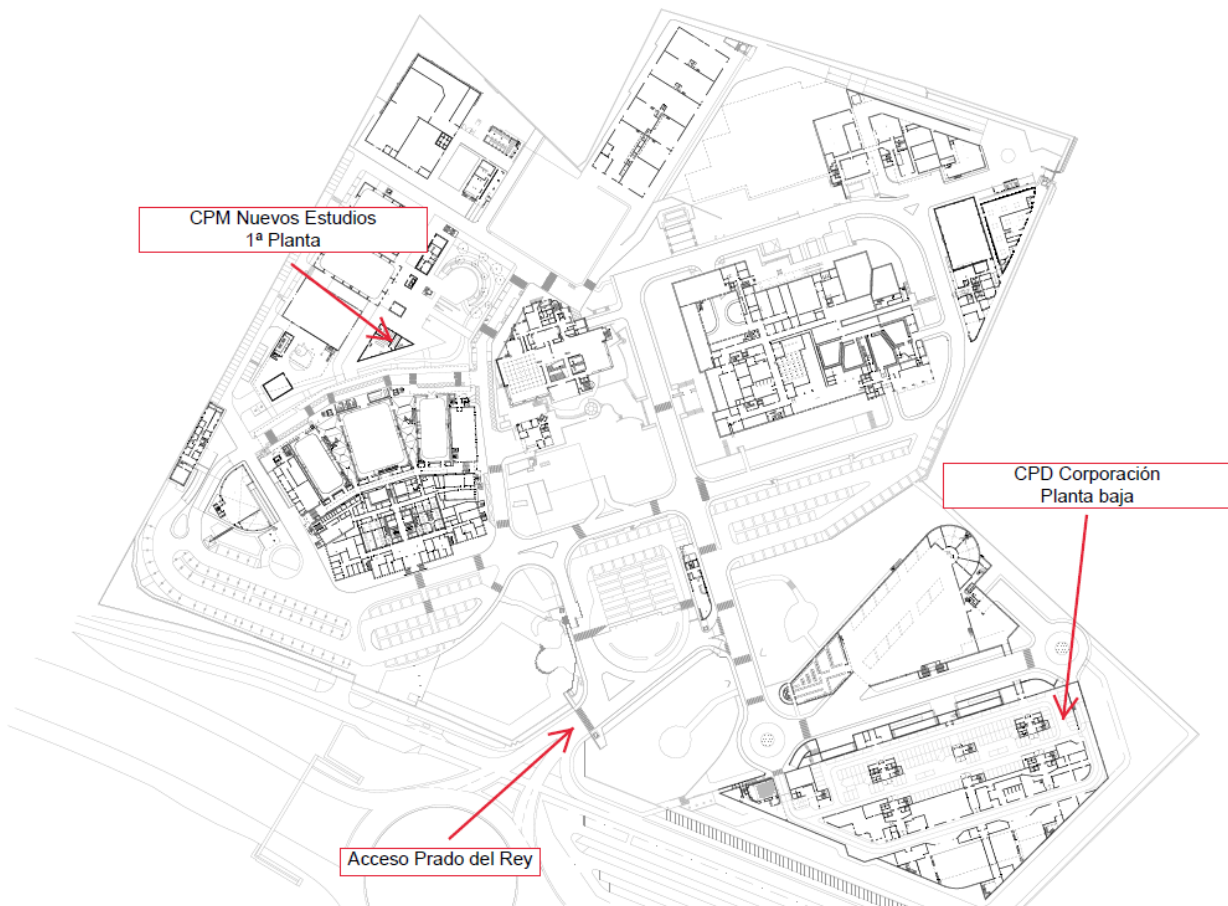 CPM Nuevos Estudios
1ª Planta
CPD Corporación
Planta baja
Acceso Prado del Rey